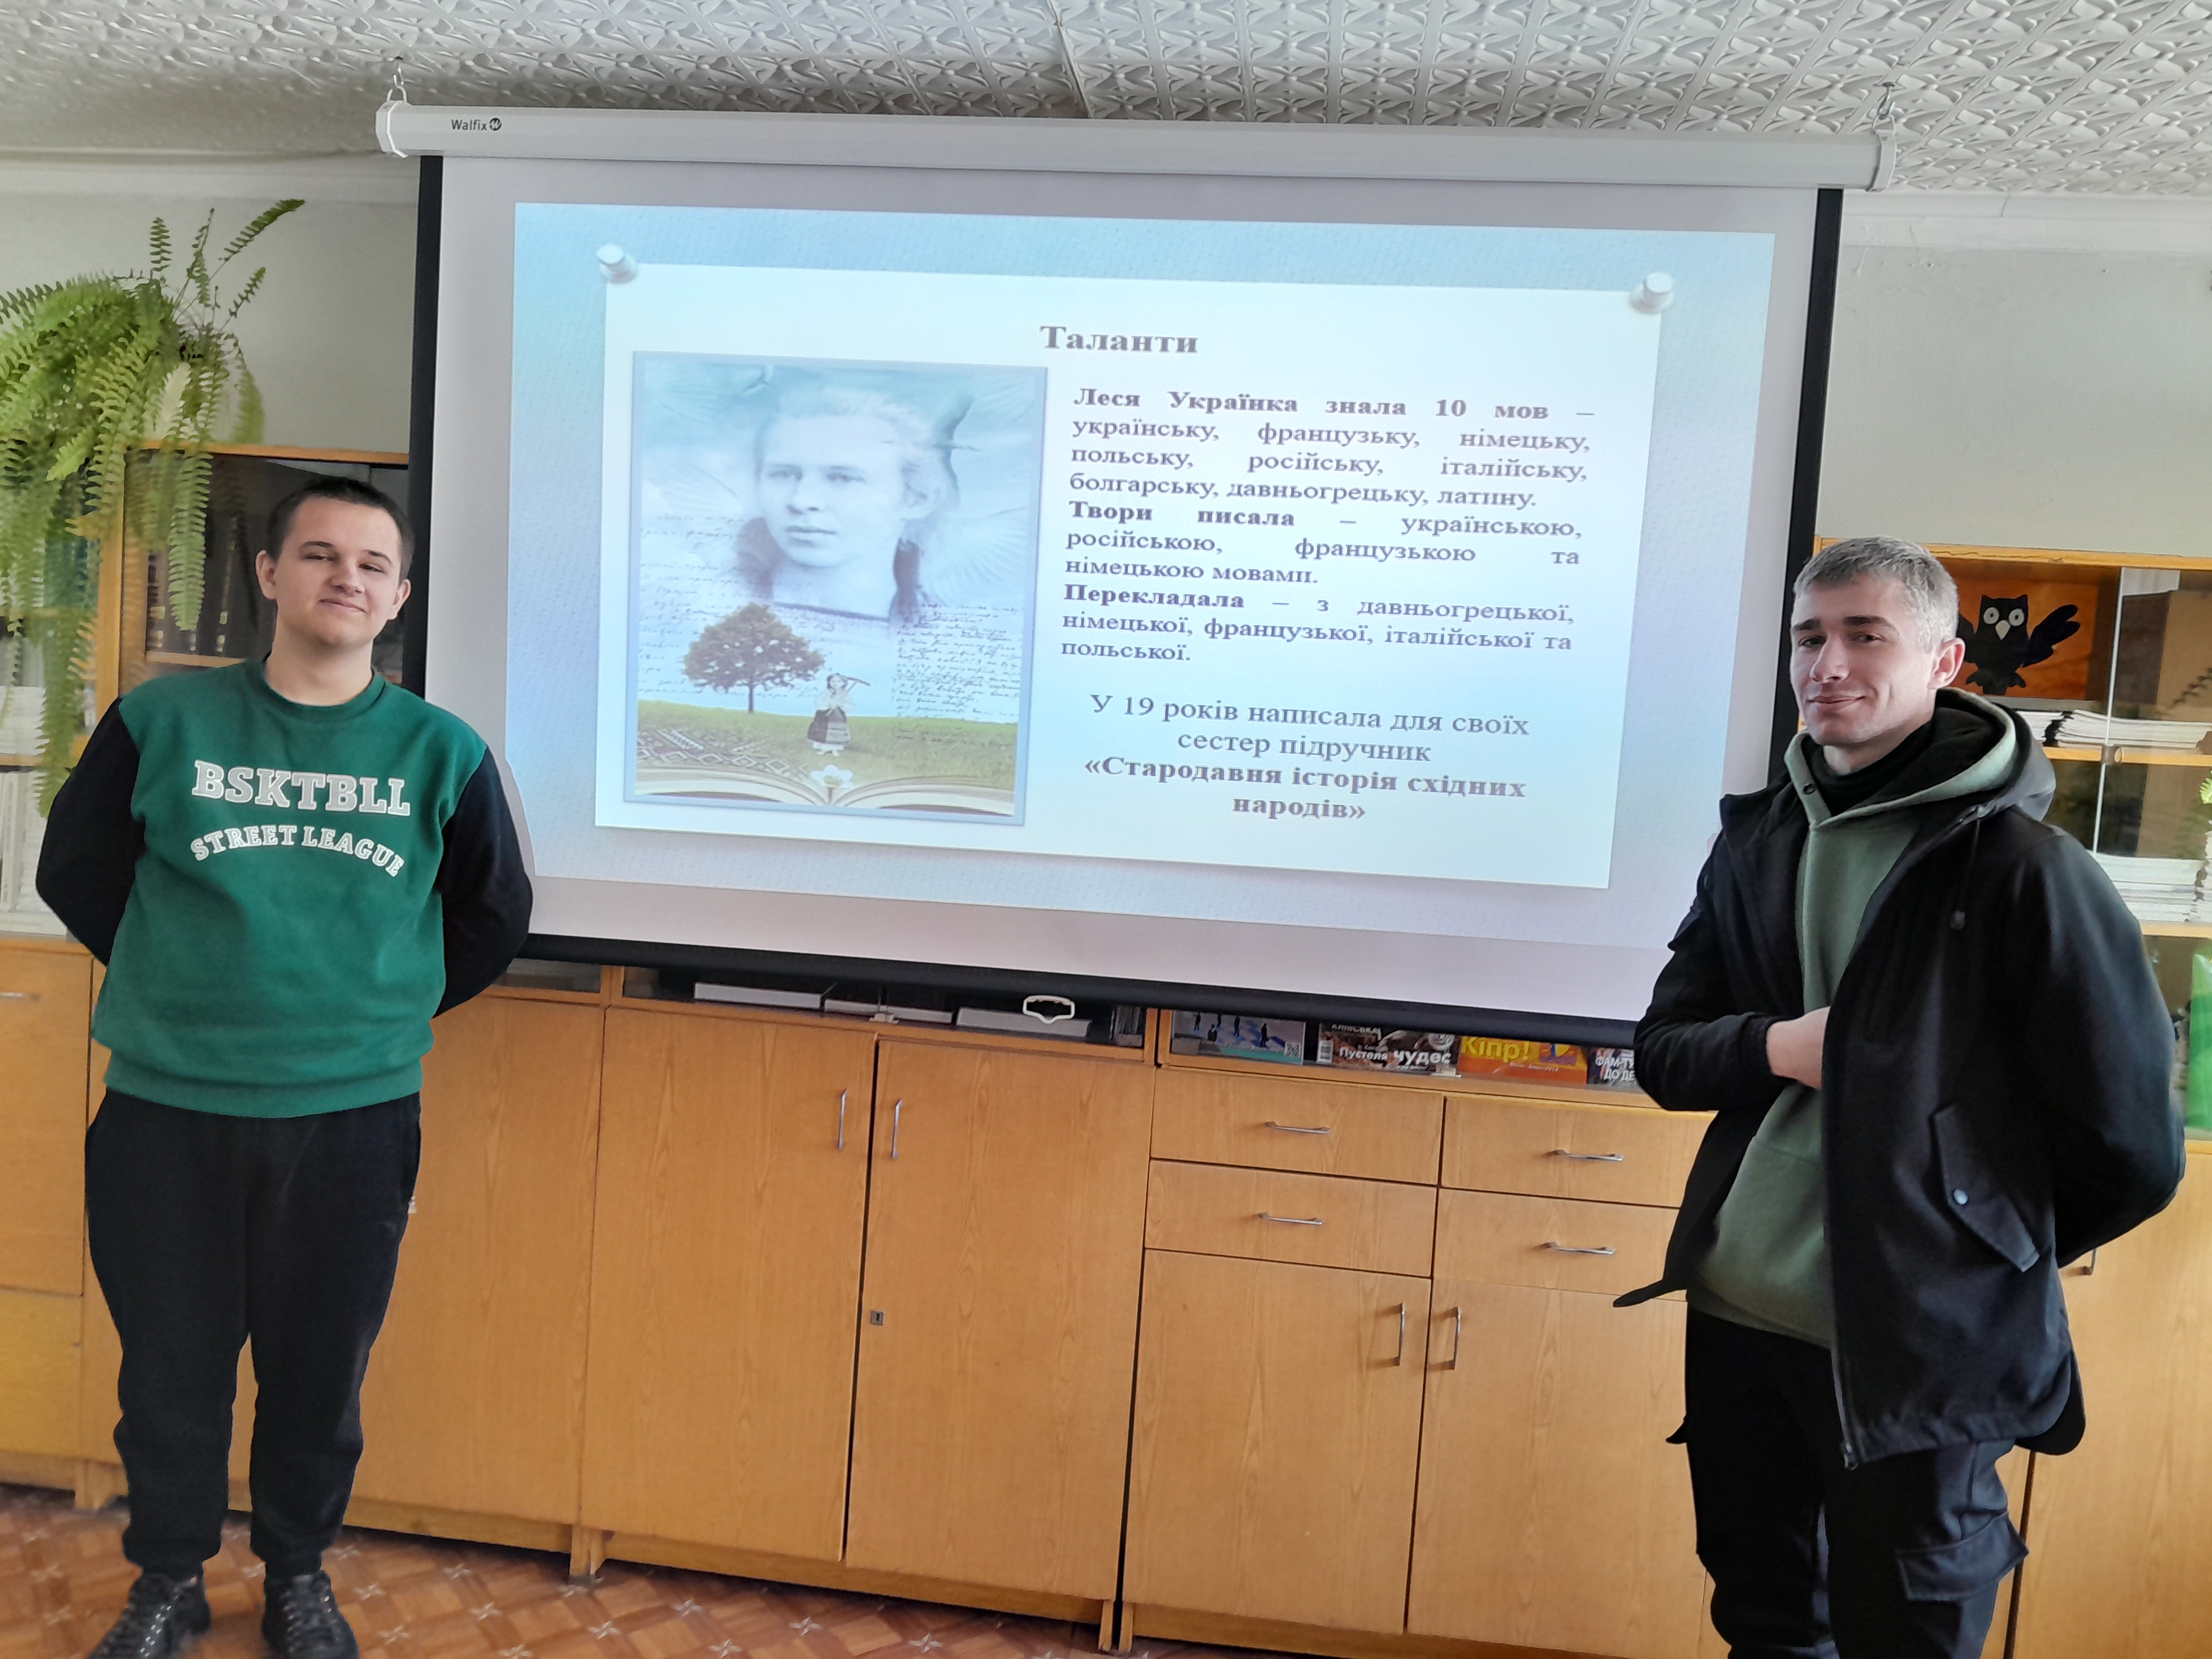 Walfix
Таланти
Леся Українка знала 10 мов –
українську, французьку, німецьку,
польську, російську, італійську,
болгарську, давньогрецьку, латину.
Твори писала – українською,
російською, французькою та
німецькою мовами.
Перекладала – з давньогрецької,
німецької, французької, італійської та
польської.
У 19 років написала для своїх
сестер підручник
«Стародавня історія східних
народів»
BSKTBLL
STREET LEAGUE
Пустеля чудес
Кіпр!